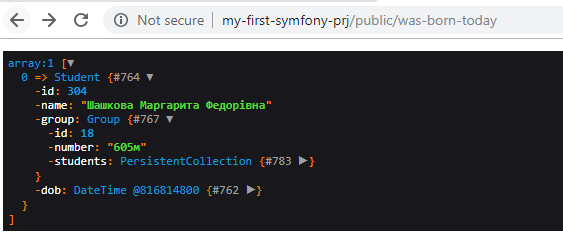 Not secure | my-first-symfony-prj/public/was-born-today
array:1 [▼
0 => Student {#764 ▼
-id: 304
-name: "Шашкова Маргарита Федорівна"
-group: Group {#767 ▼
-id: 18
-number: "605м"
-students: PersistentCollection {#783 ▶}
}
-dob: DateTime @816814800 {#762 ▶}
}
]